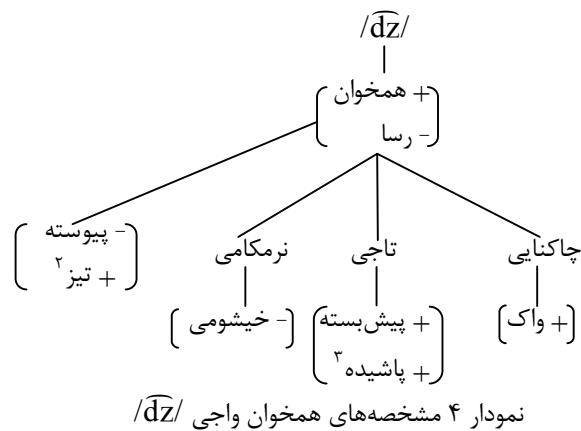 /d͡z/
+ همخوان
- رسا
چاکنایی
تاجی
نرمکامی
- پیوسته
+ تیز۲
[+ واک]
+ پیش‌بسته
+ پاشیده۳
[- خیشومی]
نمودار ۴ مشخصه‌های همخوان واجی /d͡z/